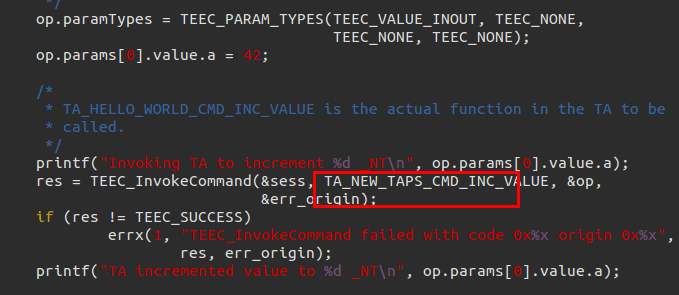 */
op.paramTypes = TEEC_PARAM_TYPES(TEEC_VALUE_INOUT, TEEC_NONE,
TEEC_NONE, TEEC_NONE);
op.params[0].value.a = 42;
/*
* TA_HELLO_WORLD_CMD_INC_VALUE is the actual function in the TA to be
* called.
*/
printf("Invoking TA to increment %d _NT\n", op.params[0].value.a);
res = TEEC_InvokeCommand(&sess, TA_NEW_TAPS_CMD_INC_VALUE, &op,
&err_origin);
if (res != TEEC_SUCCESS)
errx(1, "TEEC_InvokeCommand failed with code 0x%x origin 0x%x",
res, err_origin);
printf("TA incremented value to %d _NT\n", op.params[0].value.a);